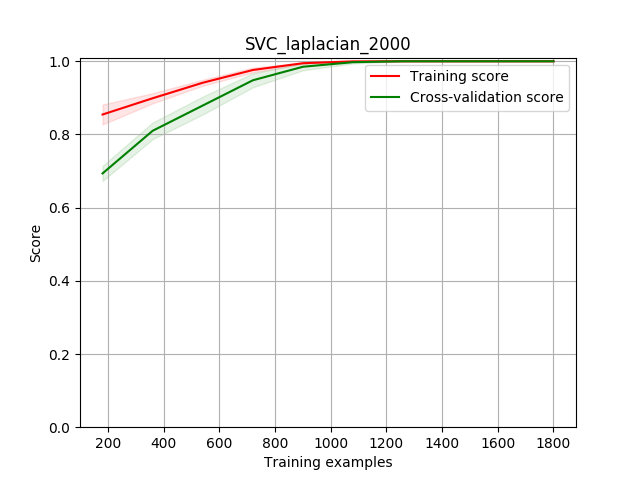 SVC_laplacian_2000
1.0
0.8
0.6
0.4
0.2
0.0
Score
Training score
Cross-validation score
200 400 600 800 1000 1200 1400 1600 1800
Training examples